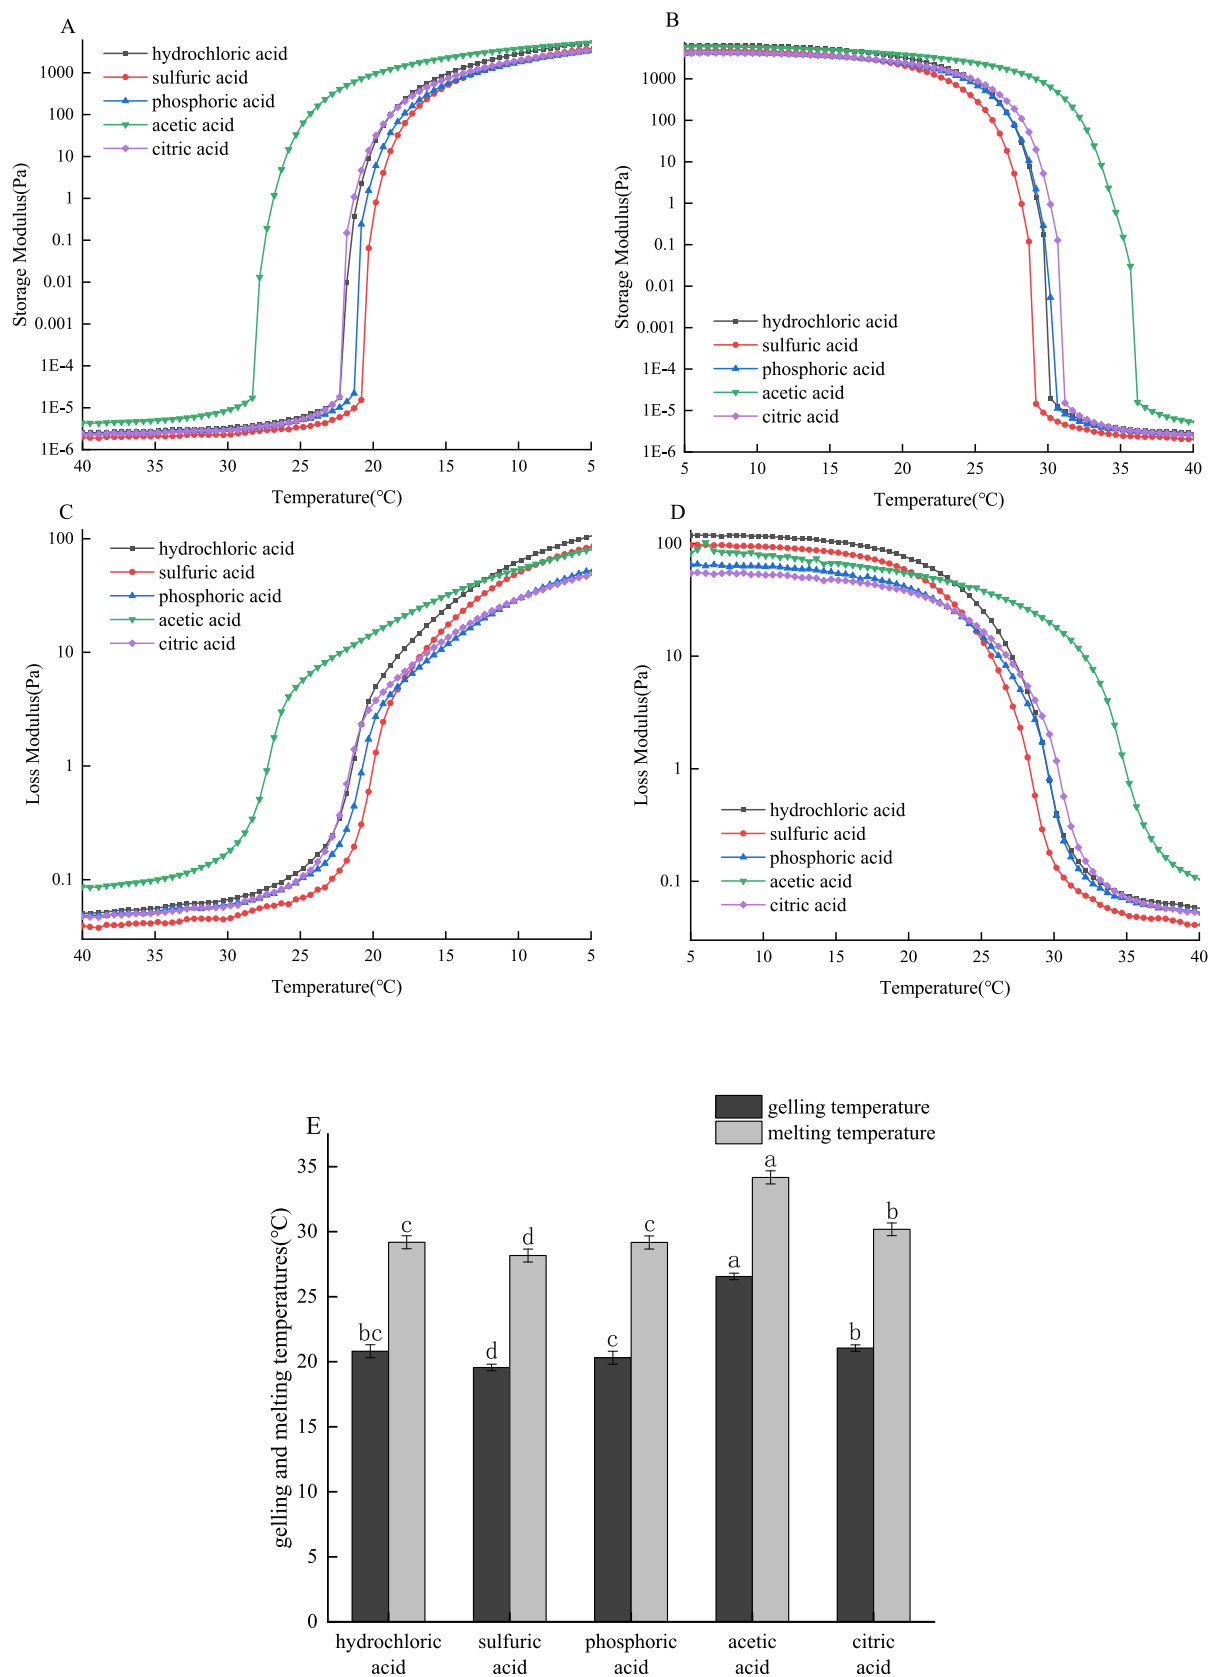 A
hydrochloric acid
sulfuric acid
phosphoric acid
acetic acid
citric acid
1000
100
10
1
0.1
0.01
0.001
1E-4
1E-5
1E-6
Storage Modulus(Pa)
40 35 30 25 20 15 10 5
Temperature(℃)
B
1000
100
10
1
0.1
0.01
0.001
1E-4
1E-5
1E-6
Storage Modulus(Pa)
hydrochloric acid
sulfuric acid
phosphoric acid
acetic acid
citric acid
5 10 15 20 25 30 35 40
Temperature(℃)
C
hydrochloric acid
sulfuric acid
phosphoric acid
acetic acid
citric acid
100
10
1
0.1
Loss Modulus(Pa)
40 35 30 25 20 15 10 5
Temperature(℃)
D
100
10
1
0.1
Loss Modulus(Pa)
hydrochloric acid
sulfuric acid
phosphoric acid
acetic acid
citric acid
5 10 15 20 25 30 35 40
Temperature(℃)
E
gelling temperature
melting temperature
35
30
25
20
15
10
5
0
gelling and melting temperatures(℃)
bc c d d c c a a b b
hydrochloric acid
sulfuric acid
phosphoric acid
acetic acid
citric acid